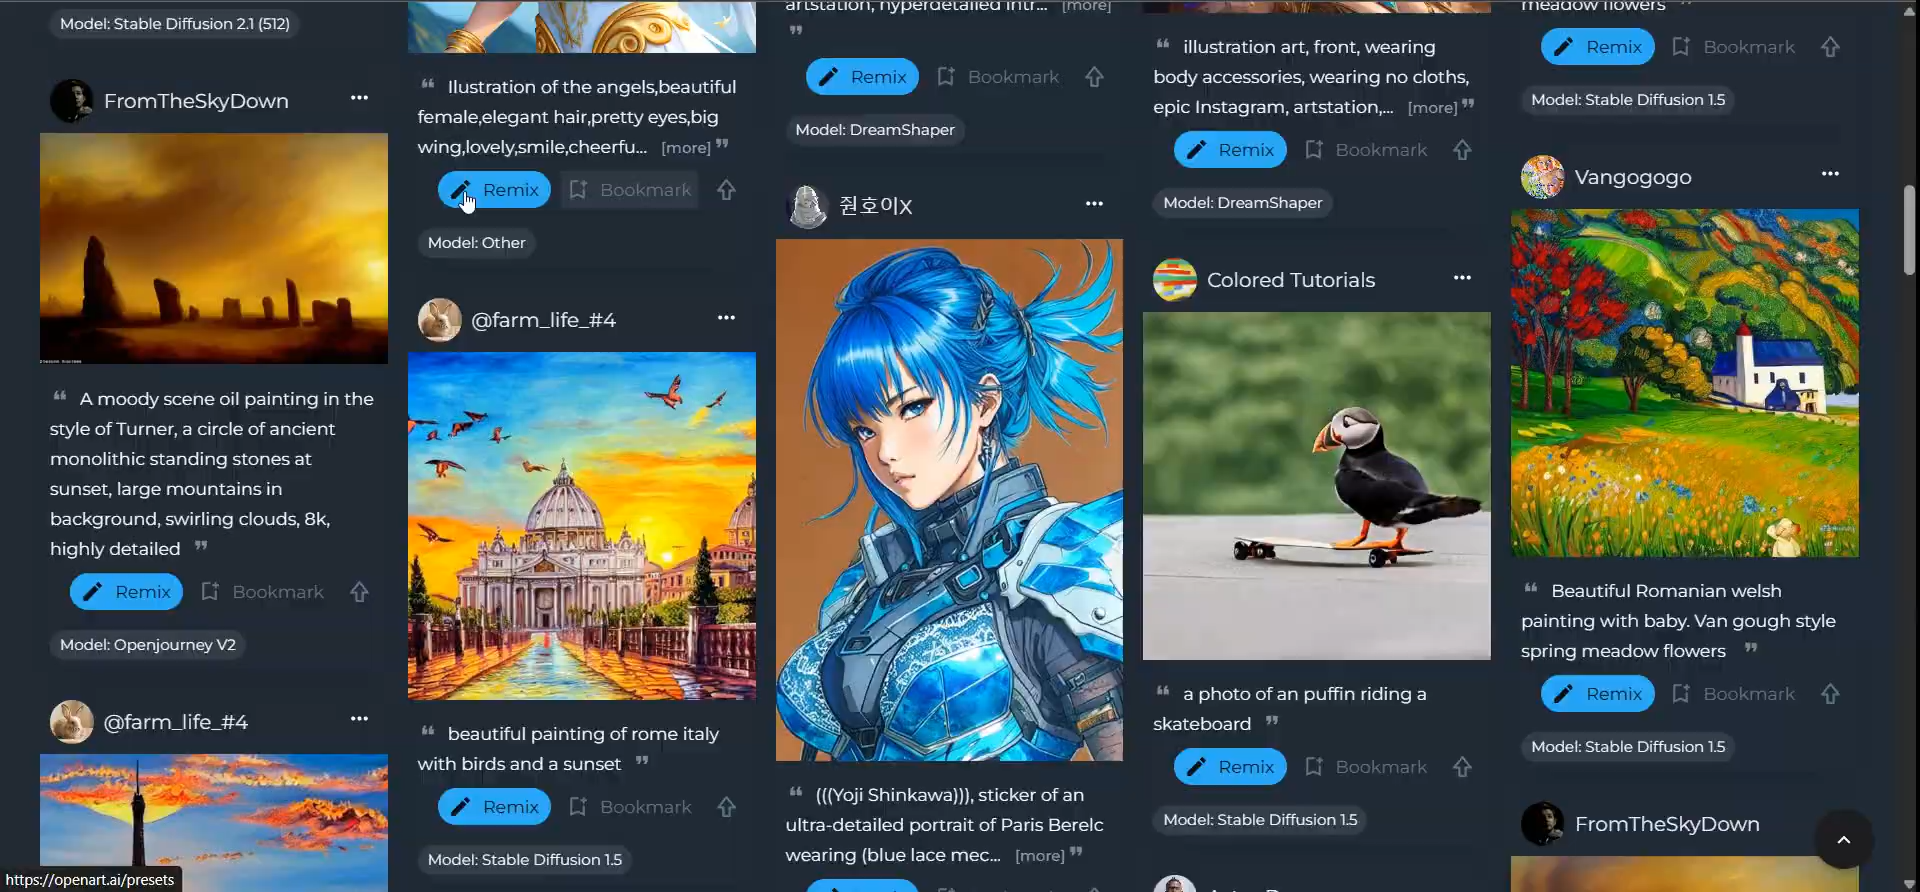 Model: Stable Diffusion 2.1 (512)
FromTheSkyDown
“ A moody scene oil painting in the
style of Turner, a circle of ancient
monolithic standing stones at
sunset, large mountains in
background, swirling clouds, 8k,
highly detailed ”
Remix Bookmark
Model: Openjourney V2
@farm_life_#4
“ Ilustration of the angels,beautiful
female,elegant hair,pretty eyes,big
wing,lovely,smile,cheerfu... [more] ”
Remix Bookmark
Model: Other
@farm_life_#4
“ beautiful painting of rome italy
with birds and a sunset ”
Remix Bookmark
Model: Stable Diffusion 1.5
artstation, hyperdetailed intr... [more]
”
Remix Bookmark
Model: DreamShaper
줜호이X
“ (((Yoji Shinkawa))), sticker of an
ultra-detailed portrait of Paris Berelc
wearing (blue lace mec... [more] ”
“ illustration art, front, wearing
body accessories, wearing no cloths,
epic Instagram, artstation,... [more] ”
Remix Bookmark
Model: DreamShaper
Colored Tutorials
“ a photo of an puffin riding a
skateboard ”
Remix Bookmark
Model: Stable Diffusion 1.5
meadow flowers ”
Remix Bookmark
Model: Stable Diffusion 1.5
Vangogogo
“ Beautiful Romanian welsh
painting with baby. Van gough style
spring meadow flowers ”
Remix Bookmark
Model: Stable Diffusion 1.5
FromTheSkyDown
https://openart.ai/presets